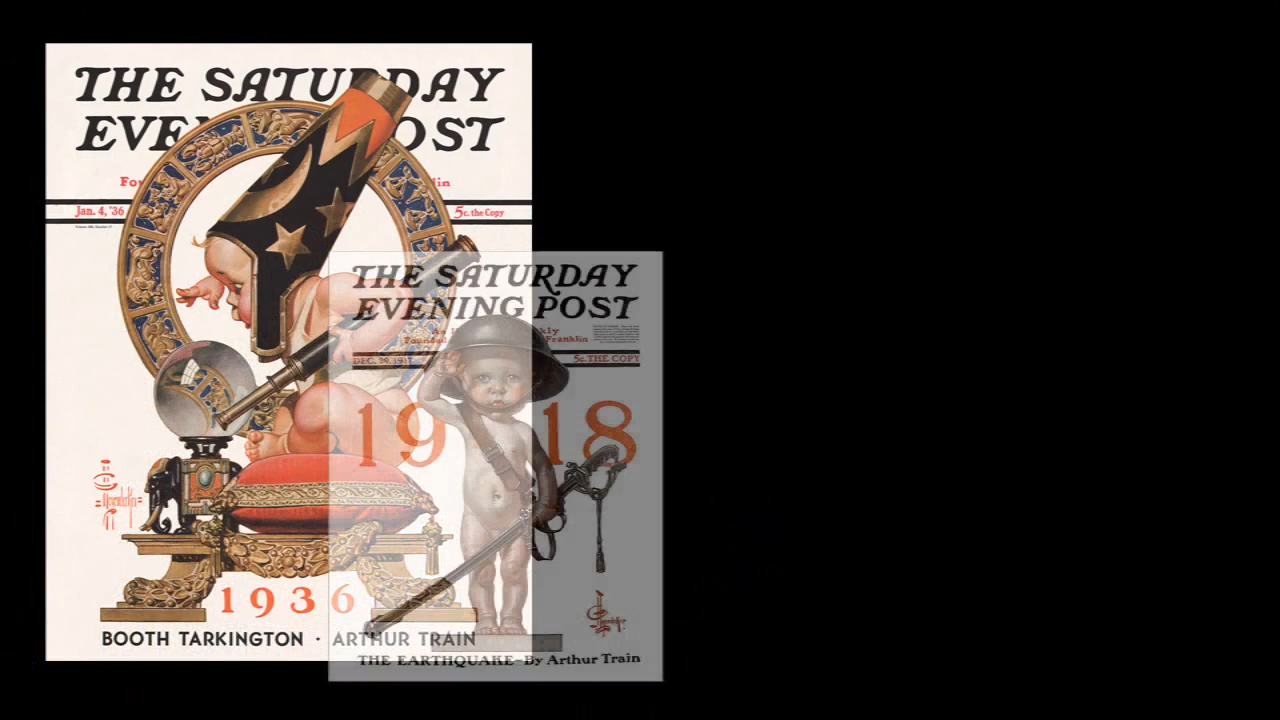 THE SATURDAY
EVENING POST
Jan. 4, '36
5c. the Copy
1936
BOOTH TARKINGTON · ARTHUR TRAIN
THE SATURDAY
EVENING POST
Founded
Franklin
DEC. 29, 1917
5c. THE COPY
1918
THE EARTHQUAKE-By Arthur Train